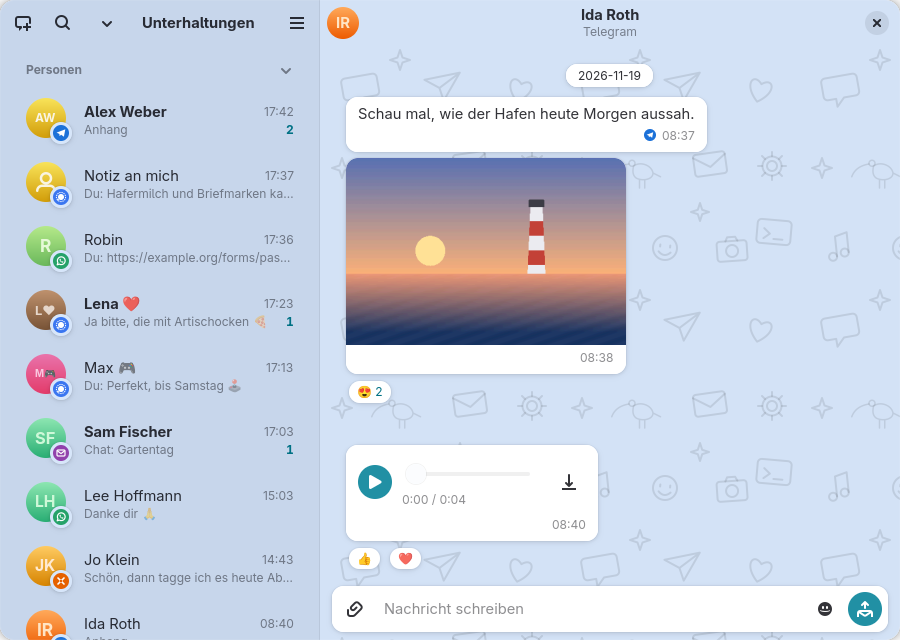 Unterhaltungen
Personen
AW
Alex Weber 17:42
Anhang 2
Notiz an mich 17:37
Du: Hafermilch und Briefmarken ka...
R
Robin 17:36
Du: https://example.org/forms/pas...
L❤
Lena ❤️ 17:23
Ja bitte, die mit Artischocken 🍕 1
M🎮
Max 🎮 17:13
Du: Perfekt, bis Samstag 🕹️
SF
Sam Fischer 17:03
Chat: Gartentag 1
LH
Lee Hoffmann 15:03
Danke dir 🙏
JK
Jo Klein 14:43
Schön, dann tagge ich es heute Ab...
IR
Ida Roth 08:40
Anhang
IR
Ida Roth
Telegram
2026-11-19
Schau mal, wie der Hafen heute Morgen aussah.
08:37
08:38
😍 2
0:00 / 0:04
08:40
👍 ❤️
Nachricht schreiben